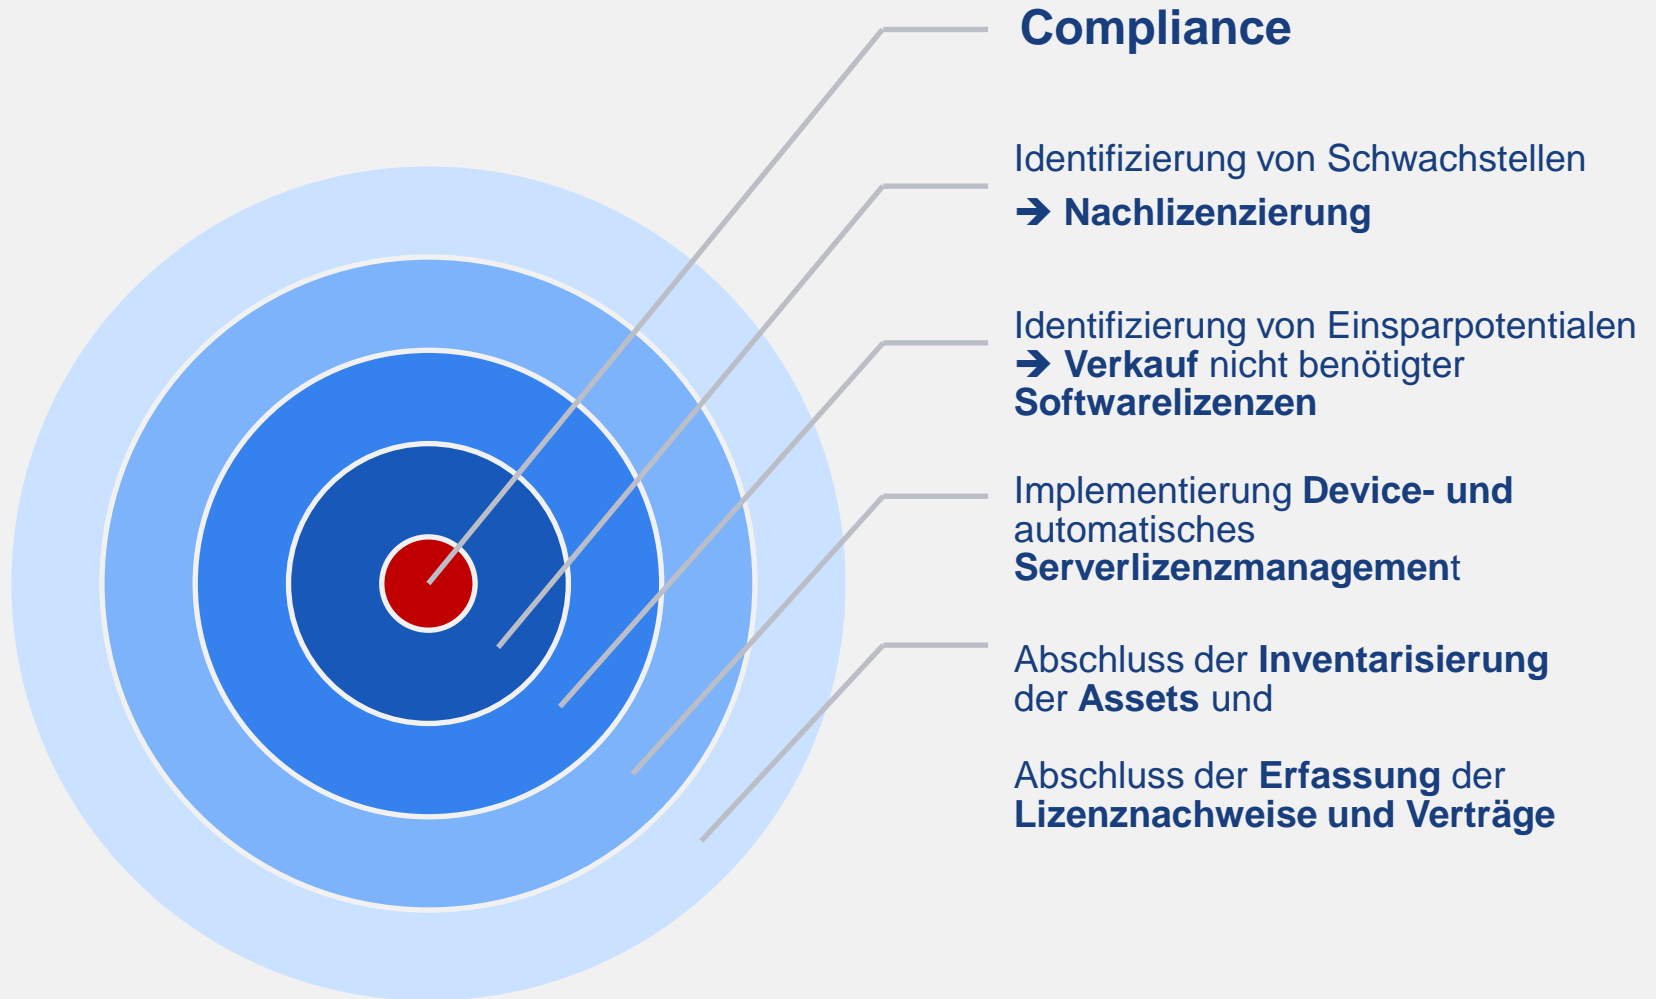 Compliance
Identifizierung von Schwachstellen
➔ Nachlizenzierung
Identifizierung von Einsparpotentialen
➔ Verkauf nicht benötigter
Softwarelizenzen
Implementierung Device- und
automatisches
Serverlizenzmanagement
Abschluss der Inventarisierung
der Assets und
Abschluss der Erfassung der
Lizenznachweise und Verträge